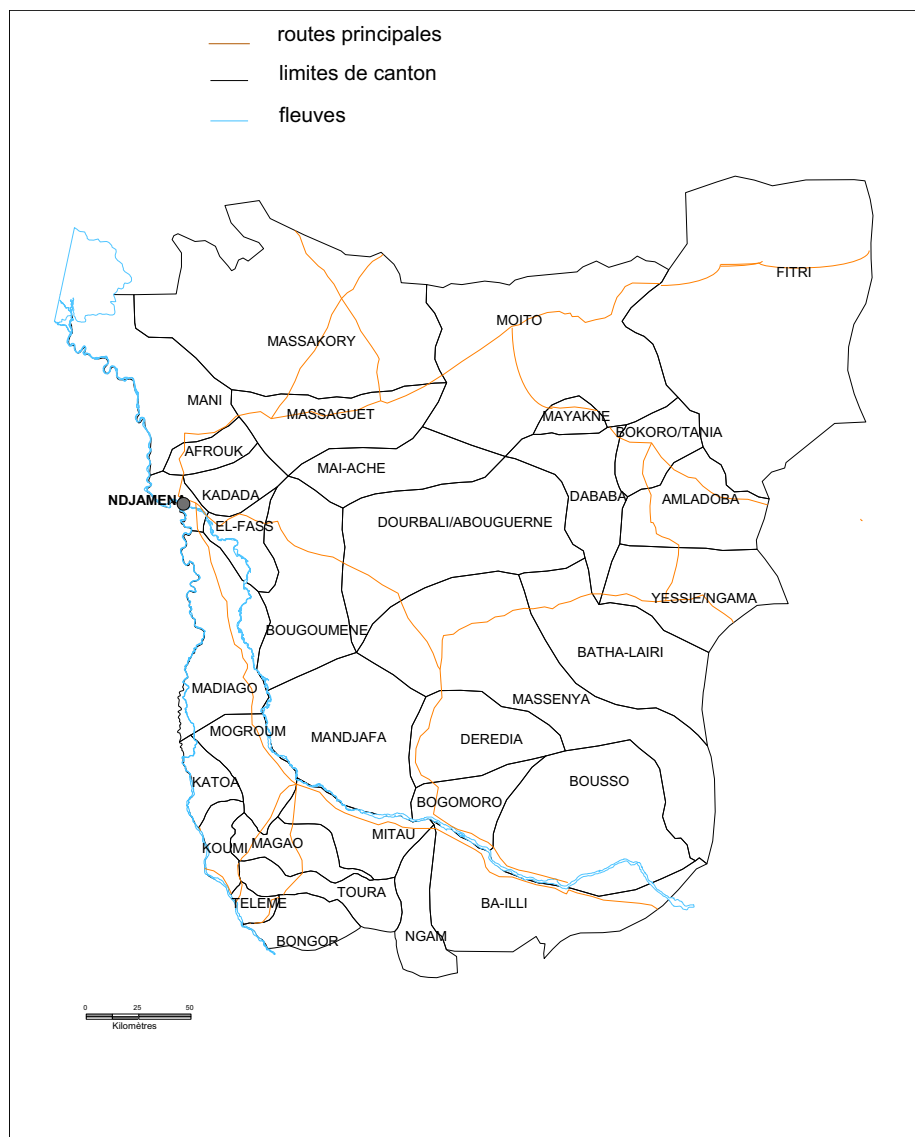 routes principales
limites de canton
fleuves
FITRI
MOITO
MASSAKORY
MANI
MASSAGUET
MAYAKNE
BOKORO/TANIA
AFROUK
MAI-ACHE
KADADA
DABABA
AMLADOBA
NDJAMENA
EL-FASS
DOURBALI/ABOUGUERNE
YESSIE/NGAMA
BOUGOUMENE
BATHA-LAIRI
MADIAGO
MASSENYA
MOGROUM
MANDJAFA
DEREDIA
KATOA
BOUSSO
BOGOMORO
MITAU
KOUMI
MAGAO
TOURA
TELEME
BA-ILLI
BONGOR
NGAM
0 25 50
Kilomètres